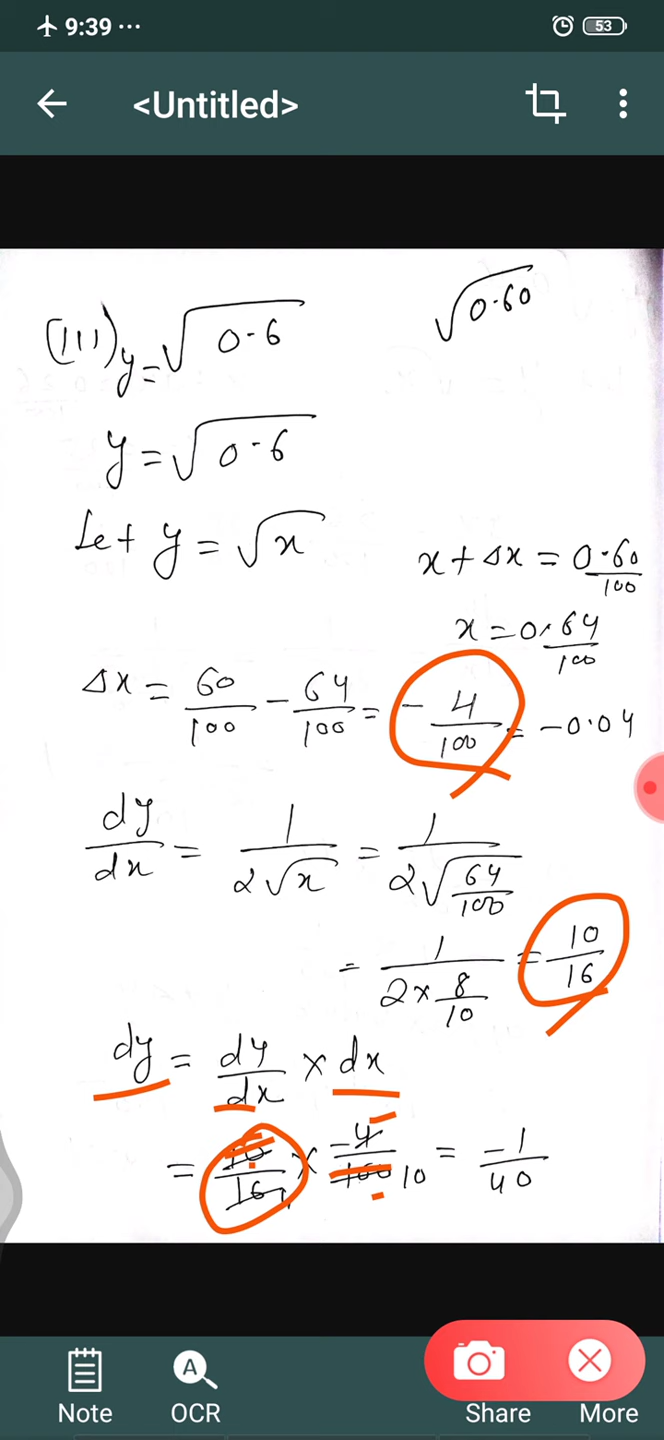 9:39 ... 53
<Untitled>
(III) y = √0.6 √0.60
y = √0.6
Let y = √x
x + Δx = 0.60/100
x = 0.64/100
Δx = 60/100 - 64/100 = - 4/100 = -0.04
dy/dx = 1/(2√x) = 1/(2√(64/100))
= 1/(2 × 8/10) = 10/16
dy = dy/dx × dx
= 10/16 × -4/100 10 = -1/40
Note OCR Share More